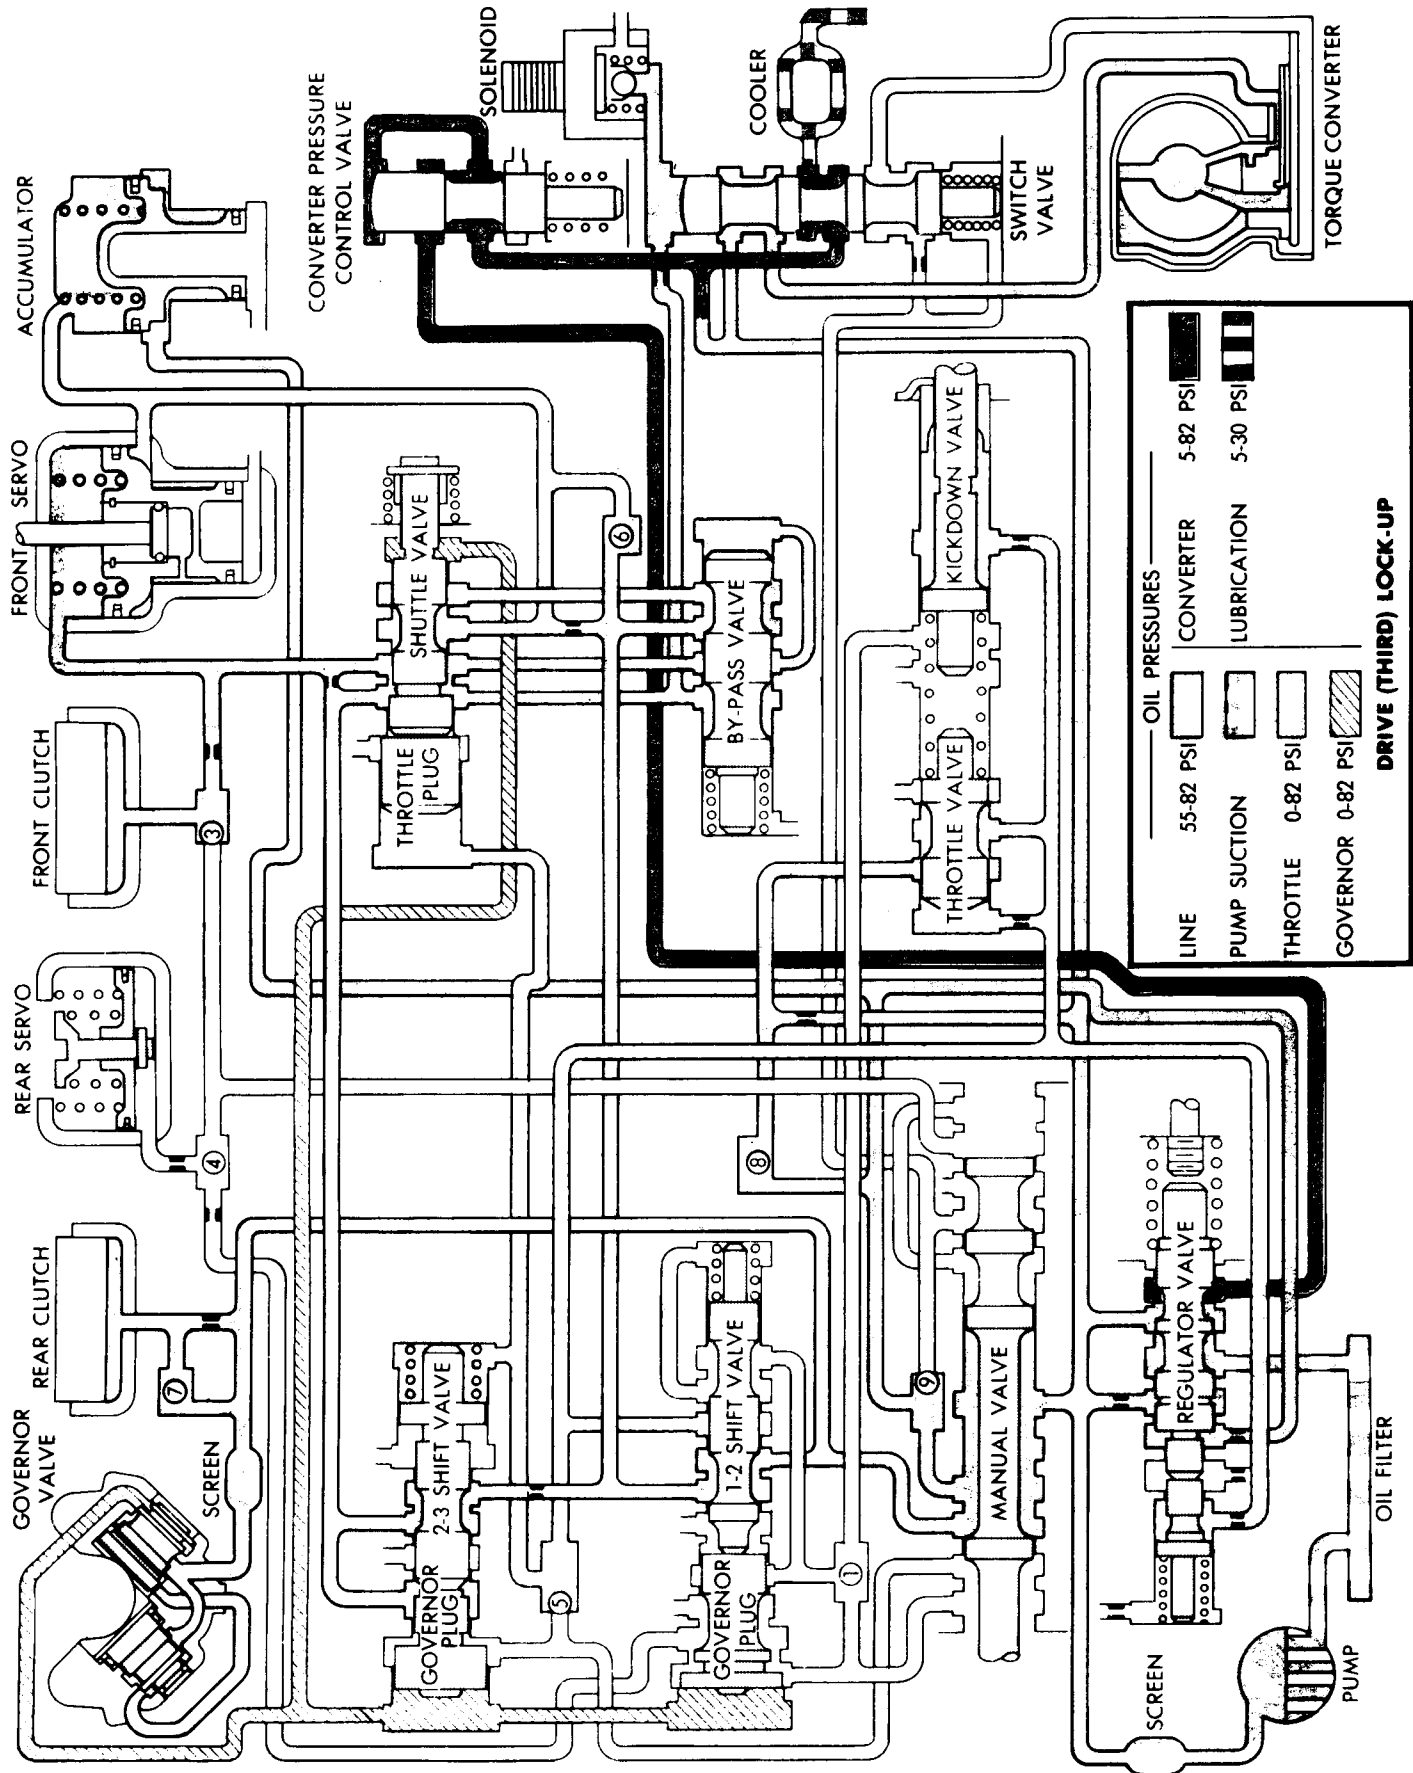 GOVERNOR
VALVE
REAR CLUTCH
REAR SERVO
FRONT CLUTCH
FRONT SERVO
ACCUMULATOR
CONVERTER PRESSURE
CONTROL VALVE
SOLENOID
COOLER
SWITCH
VALVE
TORQUE CONVERTER
SCREEN
7
4
3
6
8
5
1
9
GOVERNOR
PLUG
2-3 SHIFT VALVE
GOVERNOR
PLUG
1-2 SHIFT VALVE
THROTTLE
PLUG
SHUTTLE VALVE
BY-PASS VALVE
THROTTLE VALVE
KICKDOWN VALVE
MANUAL VALVE
REGULATOR VALVE
SCREEN
PUMP
OIL FILTER
OIL PRESSURES
LINE 55-82 PSI
CONVERTER 5-82 PSI
PUMP SUCTION
LUBRICATION 5-30 PSI
THROTTLE 0-82 PSI
GOVERNOR 0-82 PSI
DRIVE (THIRD) LOCK-UP